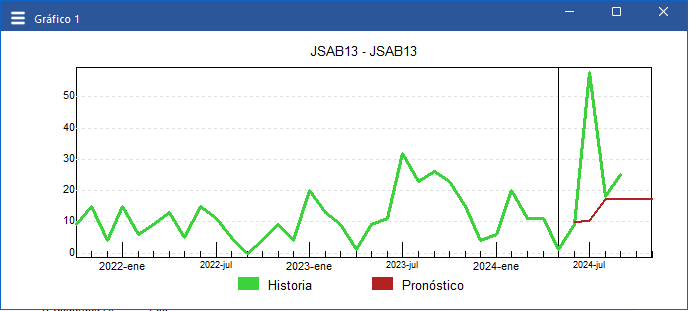 Gráfico 1
JSAB13 - JSAB13
50
40
30
20
10
0
2022-ene 2022-jul 2023-ene 2023-jul 2024-ene 2024-jul
Historia Pronóstico